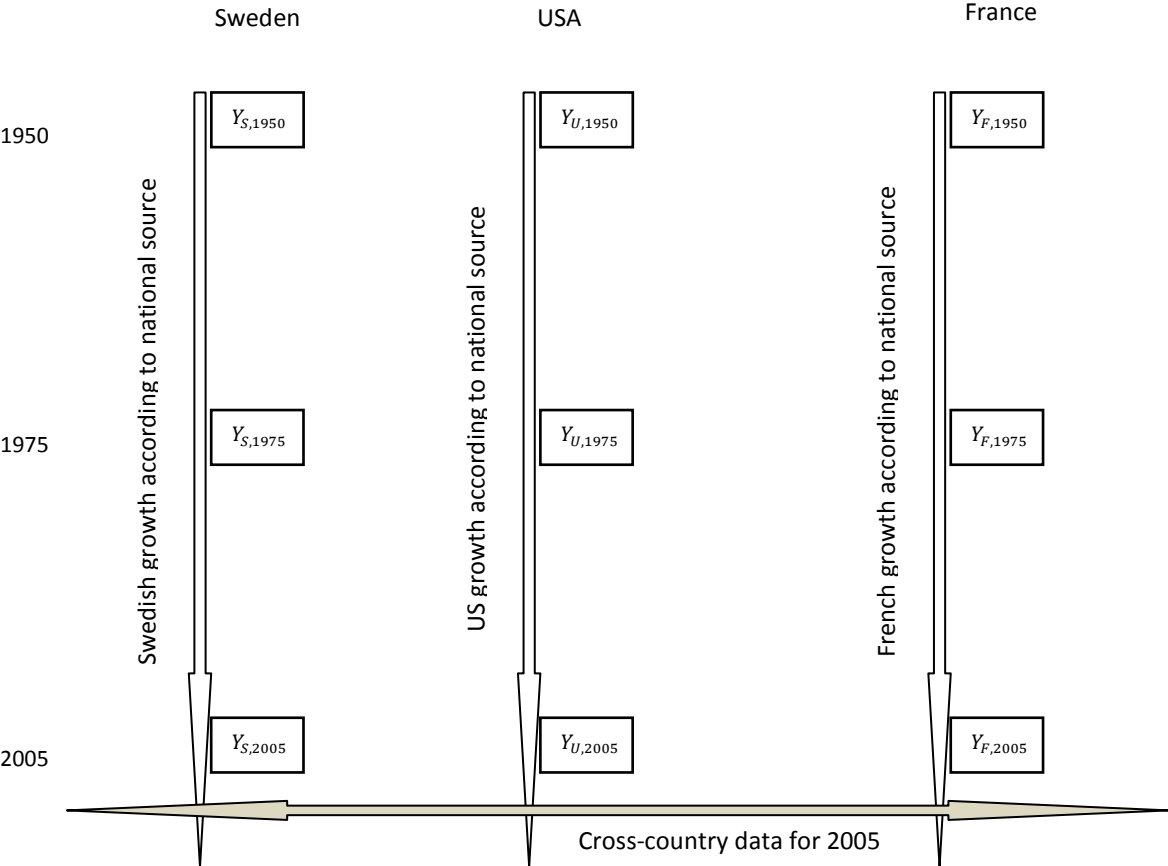 Sweden
USA
France
1950
Y_{S,1950}
Y_{U,1950}
Y_{F,1950}
Swedish growth according to national source
US growth according to national source
French growth according to national source
1975
Y_{S,1975}
Y_{U,1975}
Y_{F,1975}
2005
Y_{S,2005}
Y_{U,2005}
Y_{F,2005}
Cross-country data for 2005